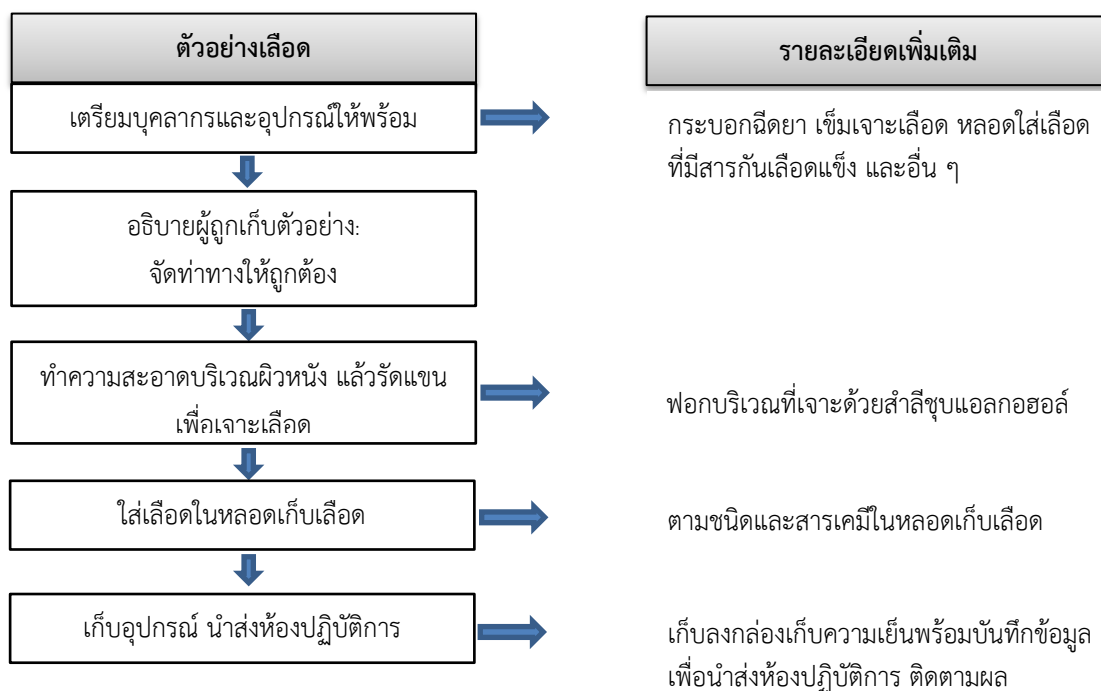 ตัวอย่างเลือด
รายละเอียดเพิ่มเติม
เตรียมบุคลากรและอุปกรณ์ให้พร้อม
กระบอกฉีดยา เข็มเจาะเลือด หลอดใส่เลือด
ที่มีสารกันเลือดแข็ง และอื่น ๆ
อธิบายผู้ถูกเก็บตัวอย่าง:
จัดท่าทางให้ถูกต้อง
ทำความสะอาดบริเวณผิวหนัง แล้วรัดแขน
เพื่อเจาะเลือด
ฟอกบริเวณที่เจาะด้วยสำลีชุบแอลกอฮอล์
ใส่เลือดในหลอดเก็บเลือด
ตามชนิดและสารเคมีในหลอดเก็บเลือด
เก็บอุปกรณ์ นำส่งห้องปฏิบัติการ
เก็บลงกล่องเก็บความเย็นพร้อมบันทึกข้อมูล
เพื่อนำส่งห้องปฏิบัติการ ติดตามผล